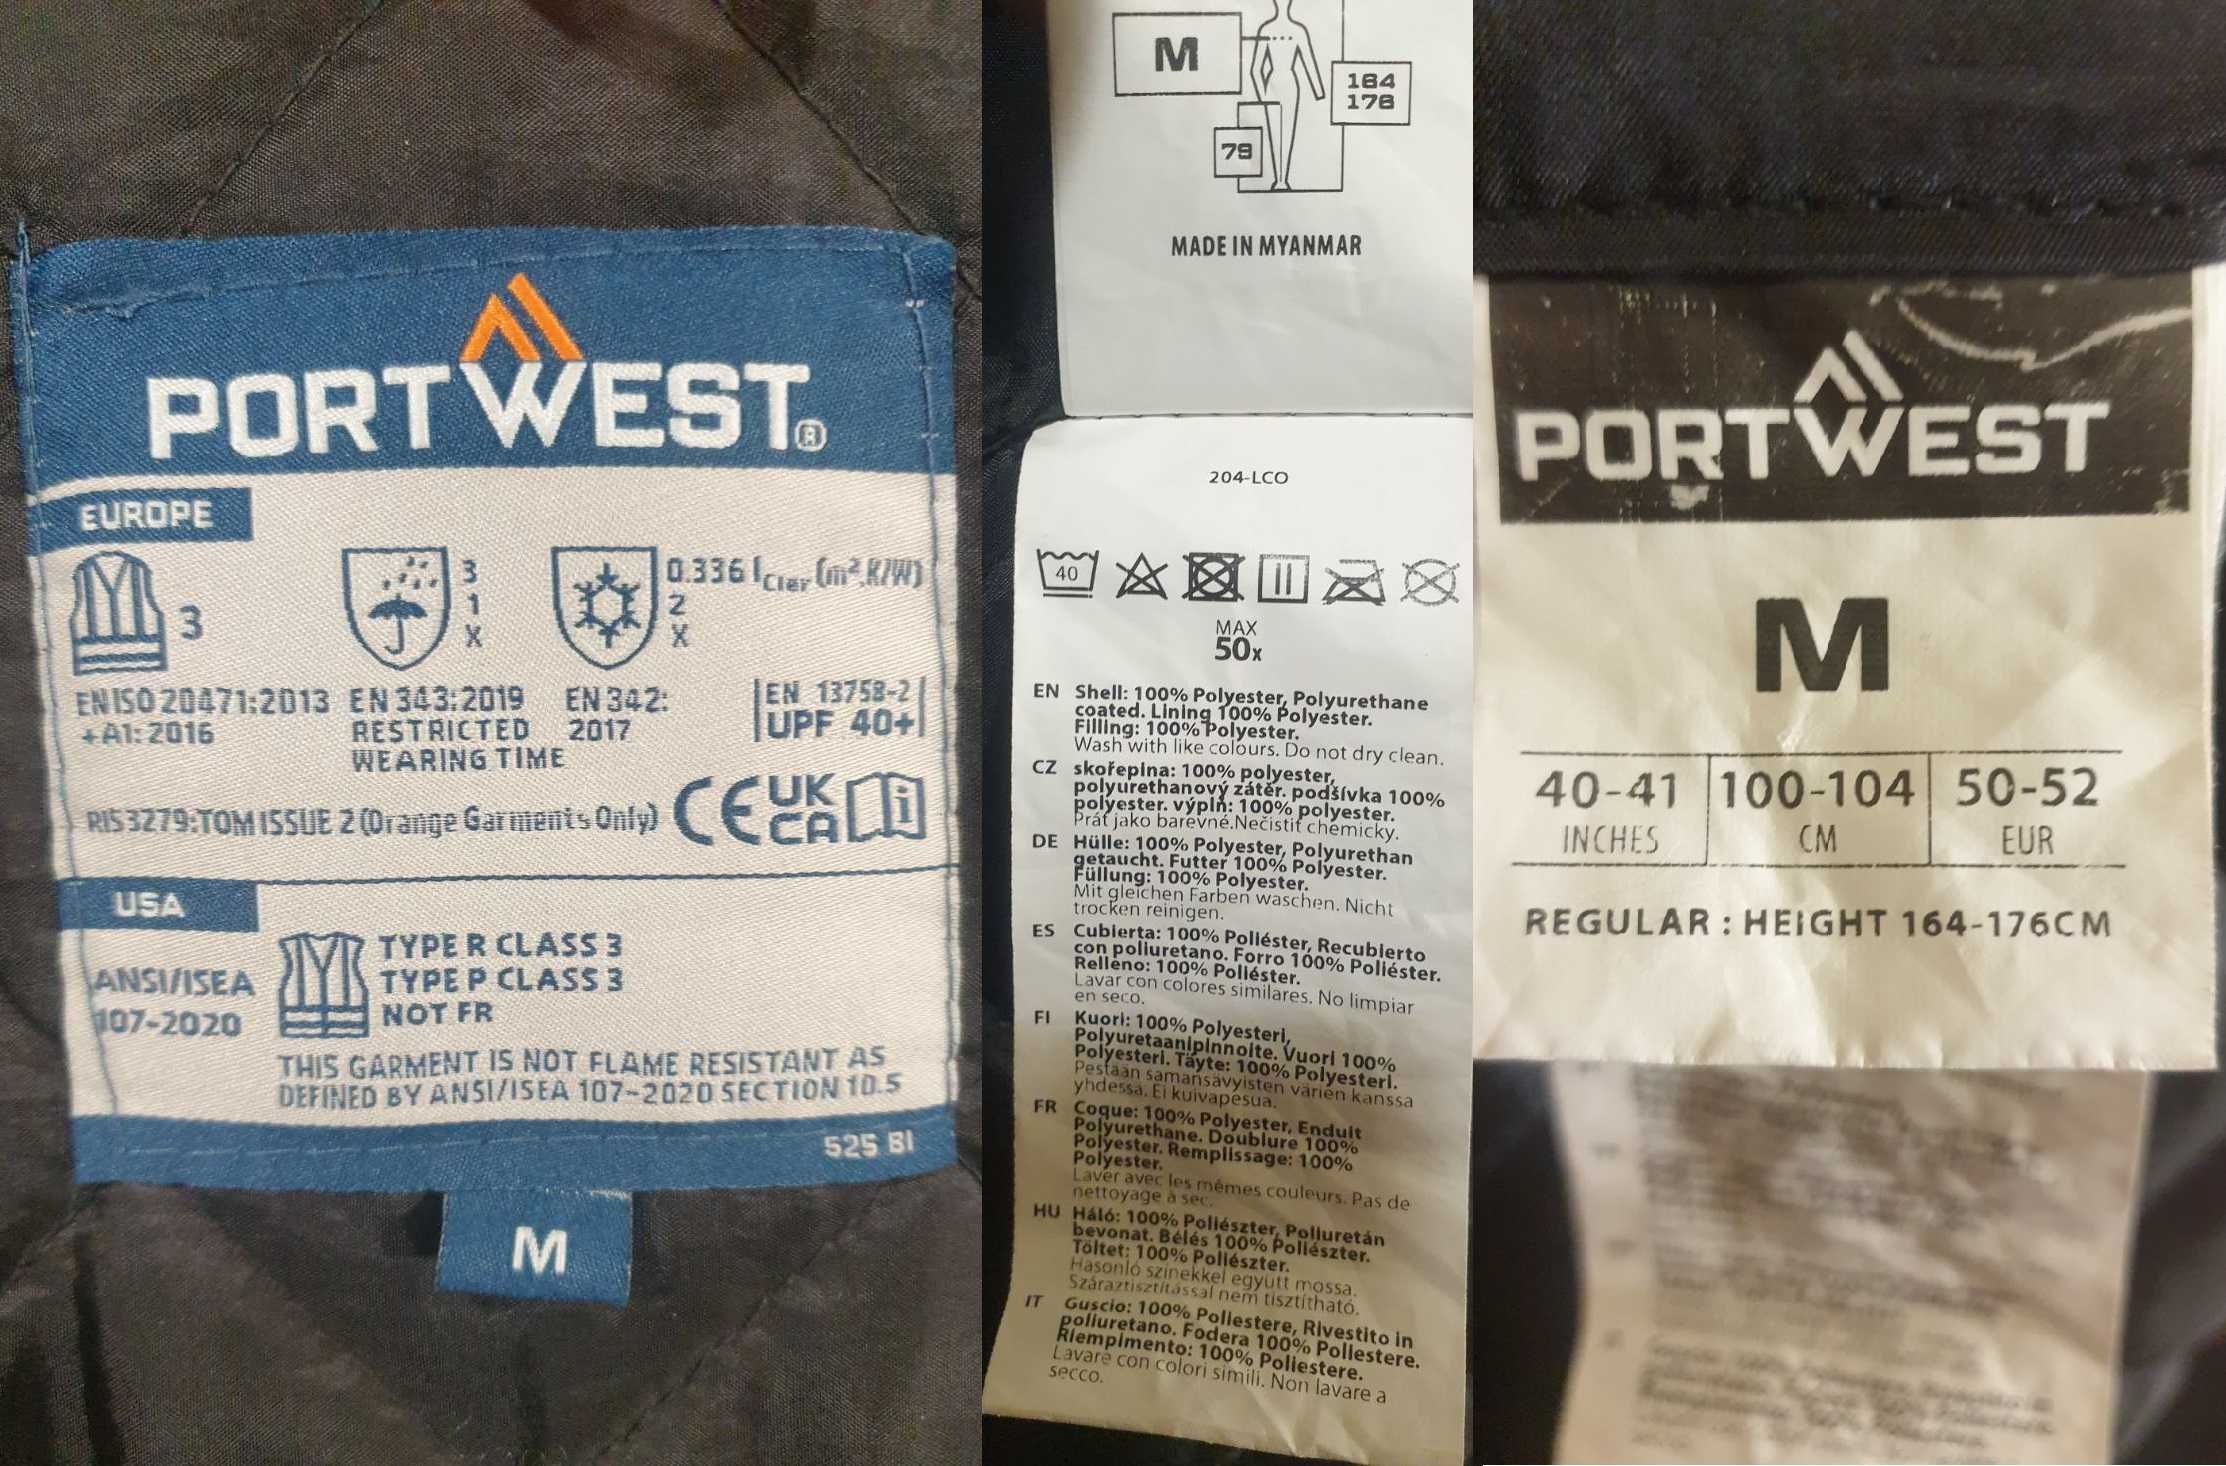 PORTWEST®
EUROPE
3
3
1
X
0.336 Icler (m².K/W)
2
X
EN ISO 20471:2013
+A1:2016
EN 343:2019
RESTRICTED
WEARING TIME
EN 342:
2017
EN 13758-2
UPF 40+
RIS3279:TOM ISSUE 2 (Orange Garments Only)
CE
UK
CA
i
USA
ANSI/ISEA
107-2020
TYPE R CLASS 3
TYPE P CLASS 3
NOT FR
THIS GARMENT IS NOT FLAME RESISTANT AS
DEFINED BY ANSI/ISEA 107-2020 SECTION 10.5
525 BI
M
M
164
176
79
MADE IN MYANMAR
204-LCO
40
MAX
50x
EN Shell: 100% Polyester, Polyurethane
coated. Lining 100% Polyester.
Filling: 100% Polyester.
Wash with like colours. Do not dry clean.
CZ skořepina: 100% polyester,
polyurethanový zátěr. podšívka 100%
polyester. výplň: 100% polyester.
Prát jako barevné.Nečistit chemicky.
DE Hülle: 100% Polyester, Polyurethan
getaucht. Futter 100% Polyester.
Füllung: 100% Polyester.
Mit gleichen Farben waschen. Nicht
trocken reinigen.
ES Cubierta: 100% Poliéster, Recubierto
con poliuretano. Forro 100% Poliéster.
Relleno: 100% Poliéster.
Lavar con colores similares. No limpiar
en seco.
FI Kuori: 100% Polyesteri,
Polyuretaanipinnoite. Vuori 100%
Polyesteri. Täyte: 100% Polyesteri.
Pestään samansävyisten värien kanssa
yhdessä. Ei kuivapesua.
FR Coque: 100% Polyester, Enduit
Polyurethane. Doublure 100%
Polyester. Remplissage: 100%
Polyester.
Laver avec les mêmes couleurs. Pas de
nettoyage à sec.
HU Háló: 100% Poliészter, Poliuretán
bevonat. Bélés 100% Poliészter.
Töltet: 100% Poliészter.
Hasonló színekkel együtt mossa.
Száraztisztítással nem tisztítható.
IT Guscio: 100% Poliestere, Rivestito in
poliuretano. Fodera 100% Poliestere.
Riempimento: 100% Poliestere.
Lavare con colori simili. Non lavare a
secco.
PORTWEST
M
40-41 100-104 50-52
INCHES CM EUR
REGULAR : HEIGHT 164-176CM